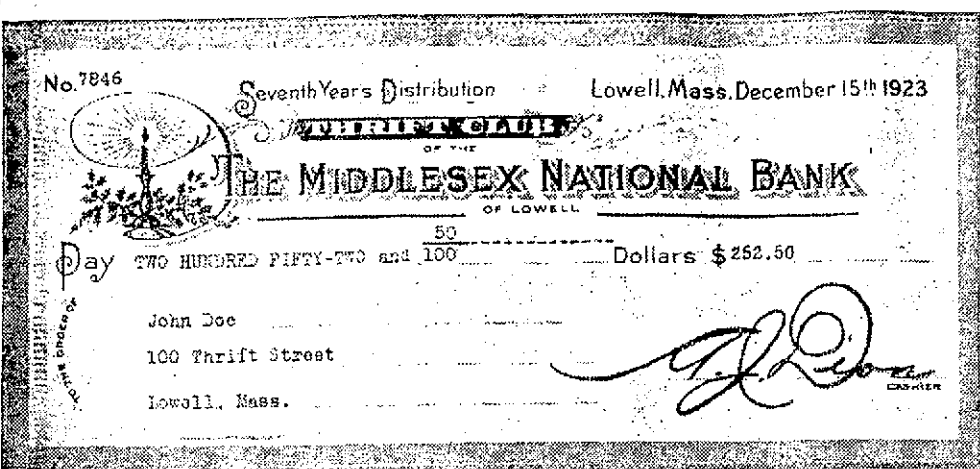 No. 7846
Seventh Year's Distribution
Lowell, Mass. December 15th 1923
THRIFT CLUB
OF THE
THE MIDDLESEX NATIONAL BANK
OF LOWELL
Pay TWO HUNDRED FIFTY-TWO and 50/100 Dollars $252.50
TO THE ORDER OF
John Doe
100 Thrift Street
Lowell, Mass.
CASHIER